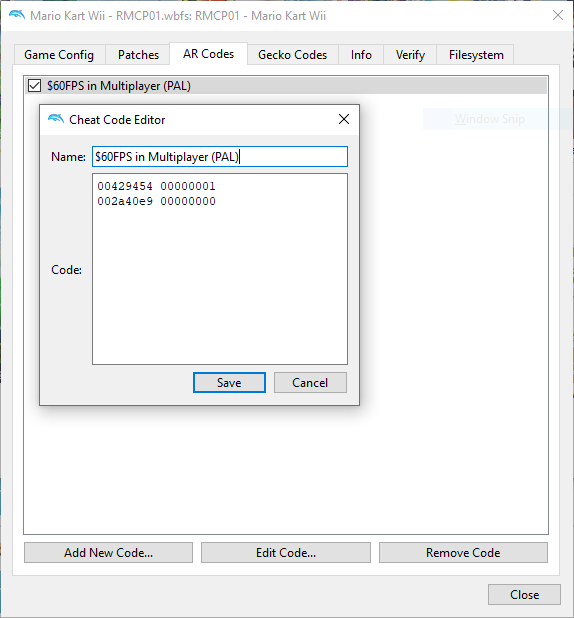 Mario Kart Wii - RMCP01.wbfs: RMCP01 - Mario Kart Wii
Game Config Patches AR Codes Gecko Codes Info Verify Filesystem
$60FPS in Multiplayer (PAL)
Window Snip
Cheat Code Editor
Name: $60FPS in Multiplayer (PAL)
00429454 00000001
002a40e9 00000000
Code:
Save Cancel
Add New Code... Edit Code... Remove Code
Close